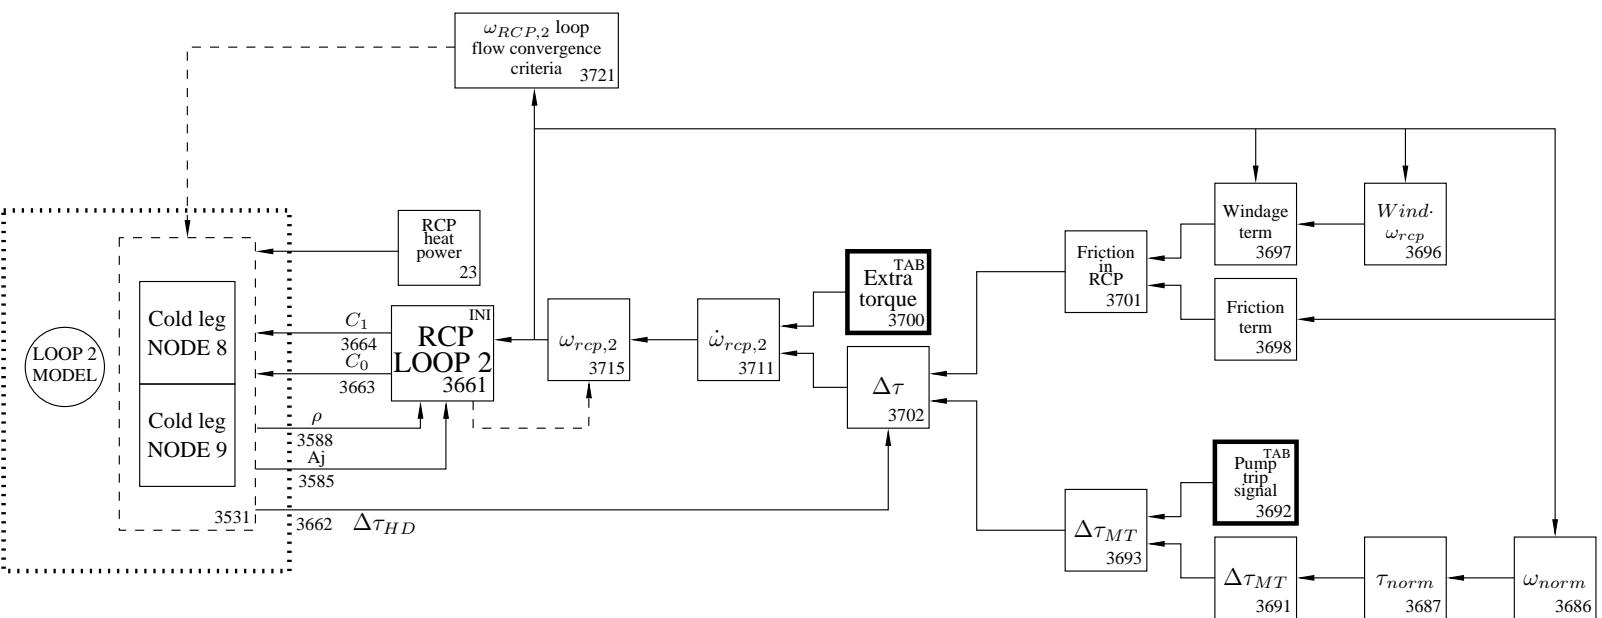 ω_{RCP,2} loop
flow convergence
criteria
3721
RCP
heat
power
23
LOOP 2
MODEL
Cold leg
NODE 8
Cold leg
NODE 9
3531
C_1
3664
C_0
3663
ρ
3588
Aj
3585
3662 Δτ_{HD}
INI
RCP
LOOP 2
3661
ω_{rcp,2}
3715
ω̇_{rcp,2}
3711
TAB
Extra
torque
3700
Δτ
3702
Friction
in
RCP
3701
Windage
term
3697
Wind·
ω_{rcp}
3696
Friction
term
3698
TAB
Pump
trip
signal
3692
Δτ_{MT}
3693
Δτ_{MT}
3691
τ_{norm}
3687
ω_{norm}
3686